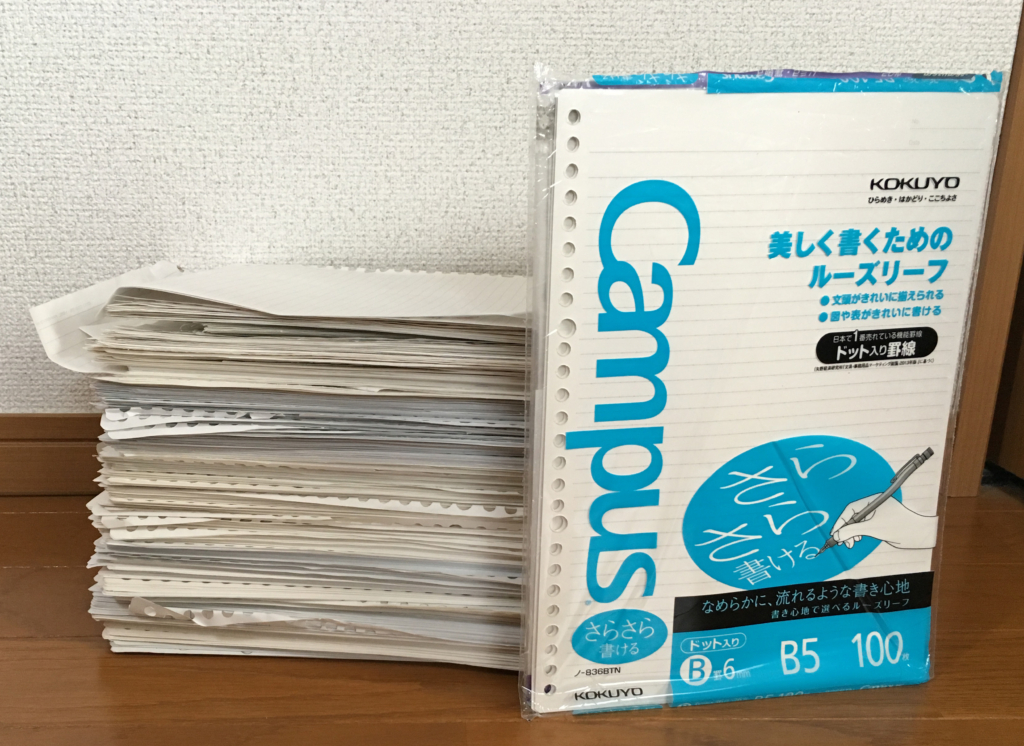 Campus
KOKUYO
ひらめき・はかどり・ここちよさ
美しく書くための
ルーズリーフ
●文頭がきれいに揃えられる
●図や表がきれいに書ける
日本で1番売れている機能罫線
ドット入り罫線
さらさら
書ける
なめらかに、流れるような書き心地
書き心地で選べるルーズリーフ
さらさら
書ける
ノ-836BTN
KOKUYO
ドット入り
B罫6mm
B5
100枚